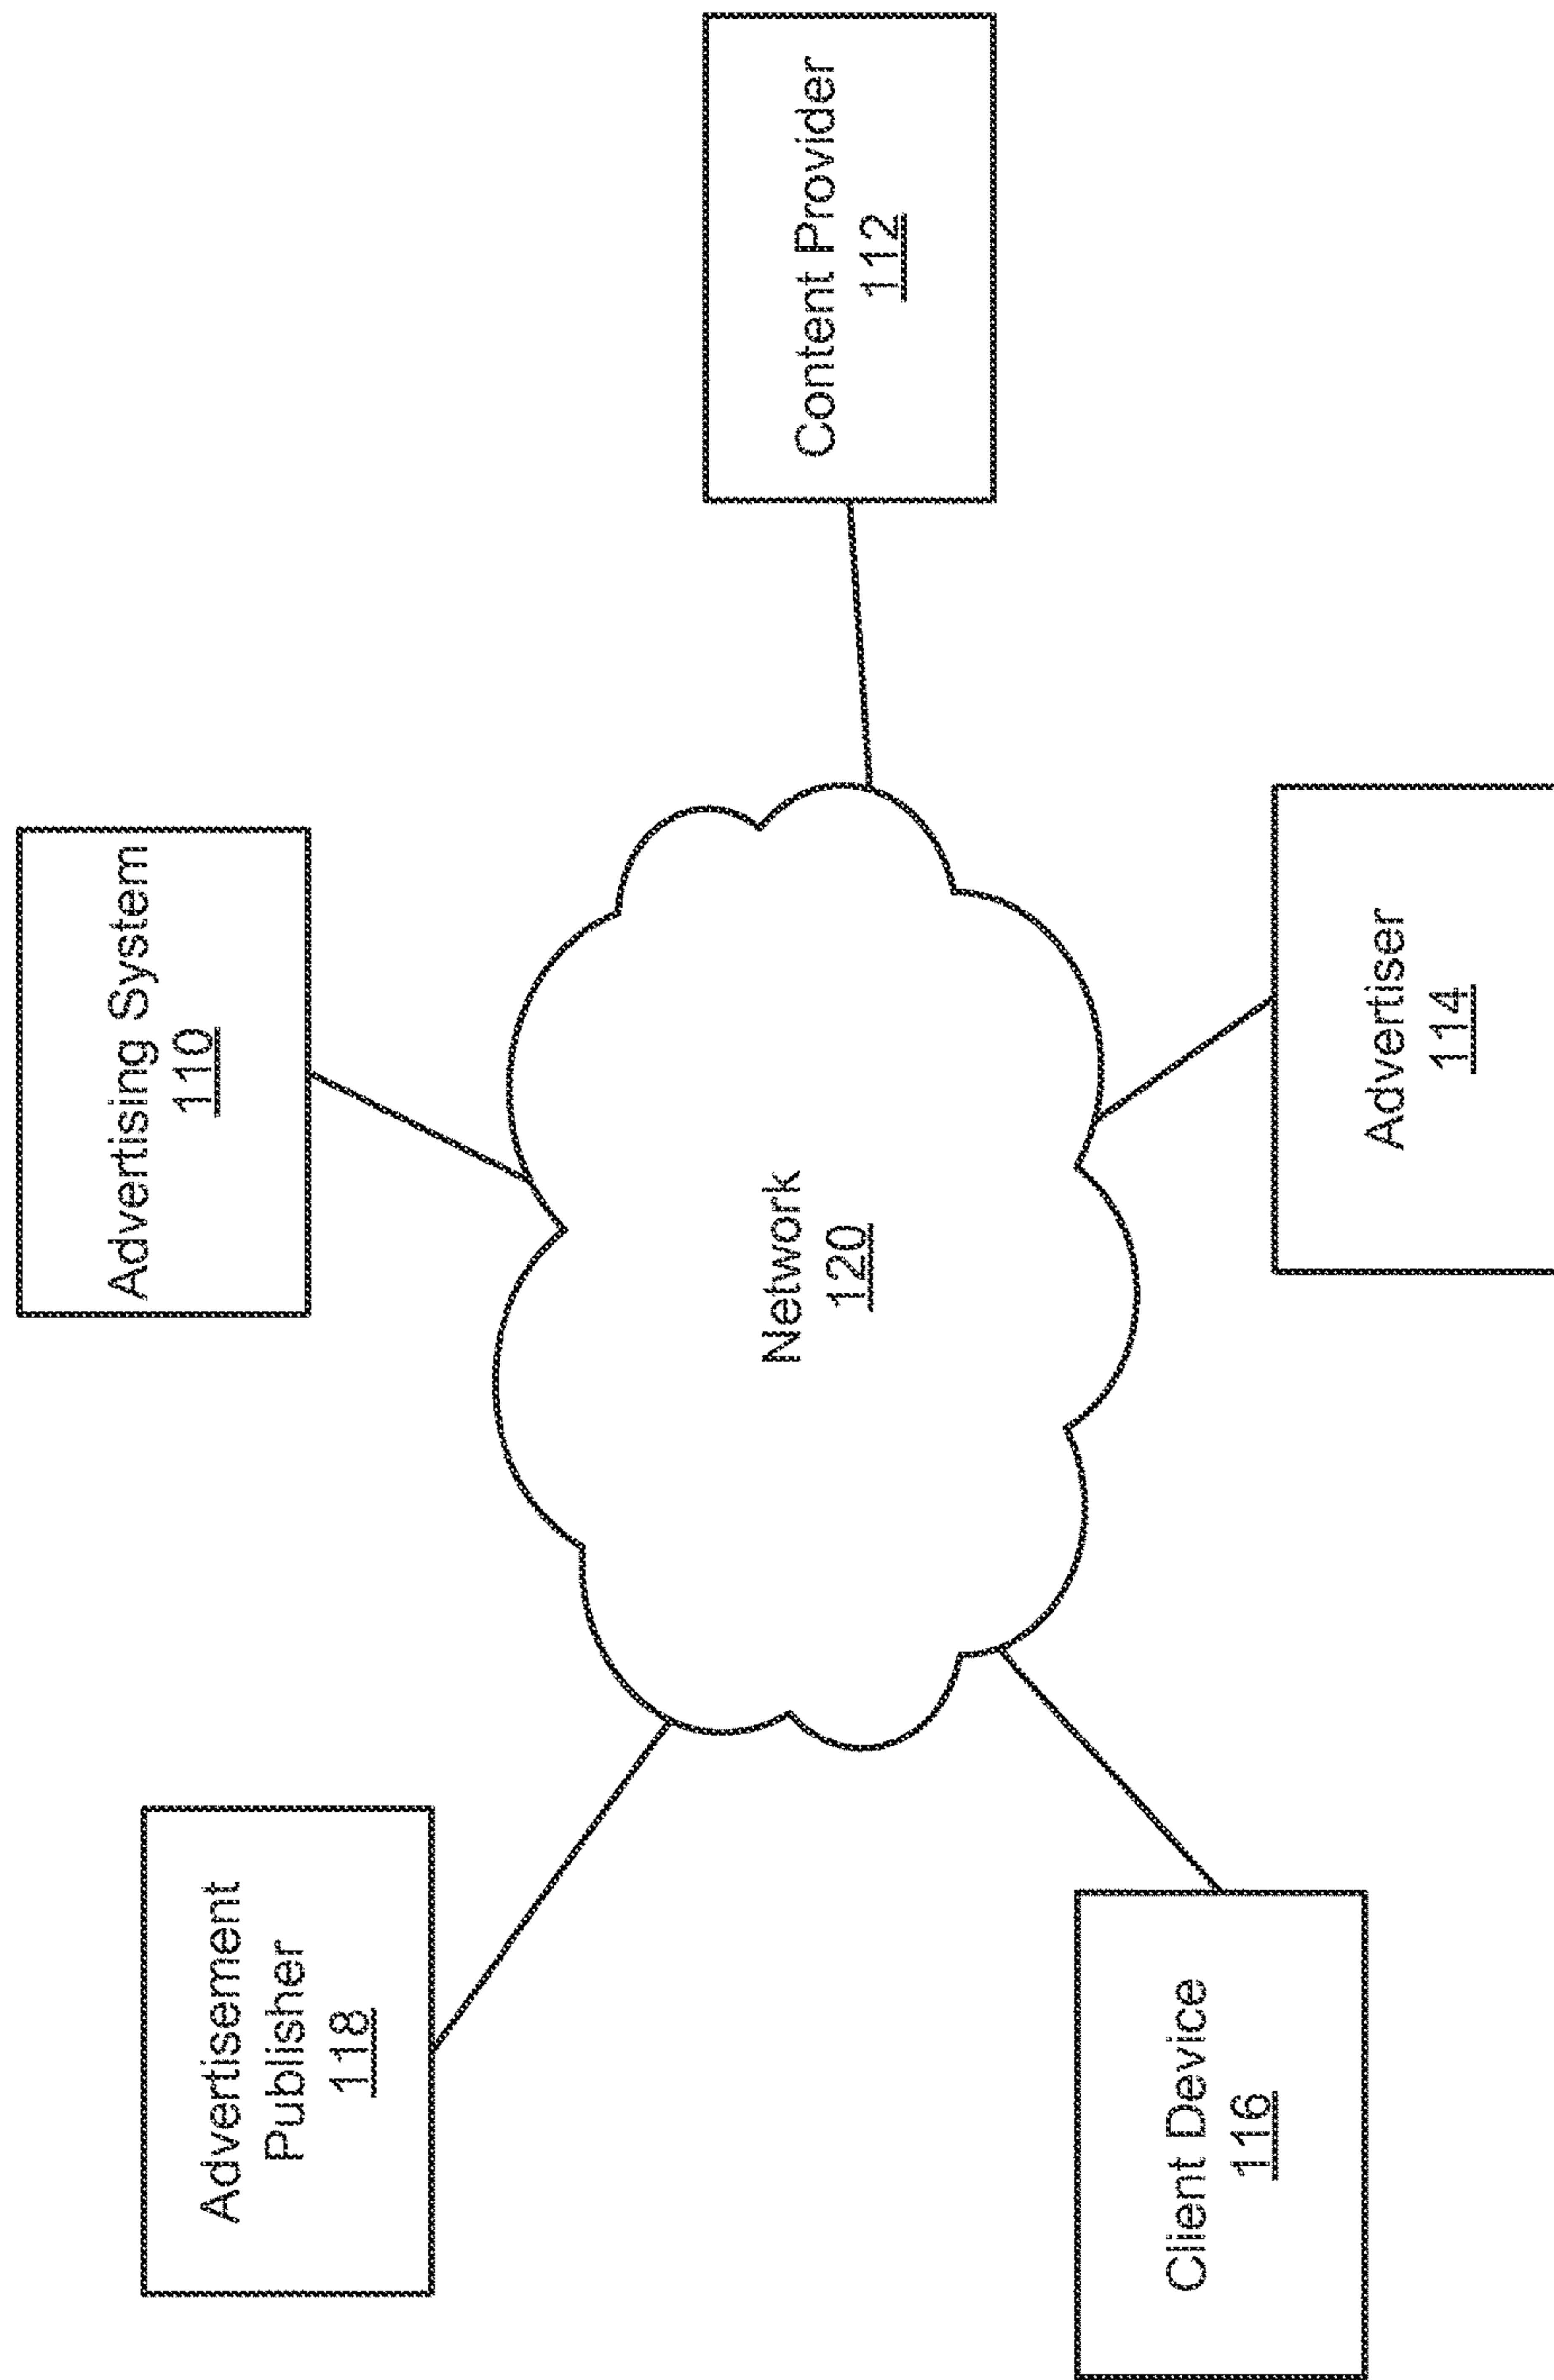 Advertising System
110
Advertisement
Publisher
118
Network
120
Content Provider
112
Client Device
116
Advertiser
114